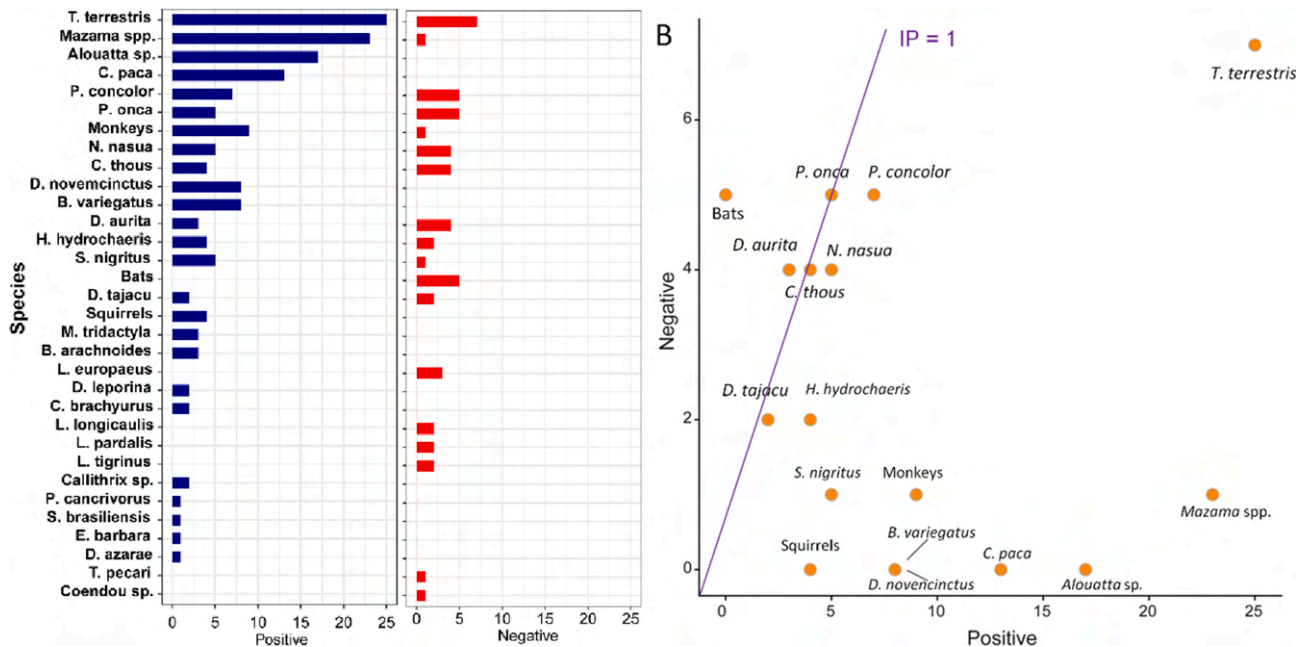 T. terrestris
Mazama spp.
Alouatta sp.
C. paca
P. concolor
P. onca
Monkeys
N. nasua
C. thous
D. novemcinctus
B. variegatus
D. aurita
H. hydrochaeris
S. nigritus
Bats
D. tajacu
Squirrels
M. tridactyla
B. arachnoides
L. europaeus
D. leporina
C. brachyurus
L. longicaulis
L. pardalis
L. tigrinus
Callithrix sp.
P. cancrivorus
S. brasiliensis
E. barbara
D. azarae
T. pecari
Coendou sp.
Species
0 5 10 15 20 25
Positive
0 5 10 15 20 25
Negative
B
IP = 1
T. terrestris
6
P. onca P. concolor
Bats
D. aurita N. nasua
4
C. thous
Negative
D. tajacu H. hydrochaeris
2
S. nigritus Monkeys
Mazama spp.
B. variegatus
Squirrels C. paca
0
D. novencinctus Alouatta sp.
0 5 10 15 20 25
Positive